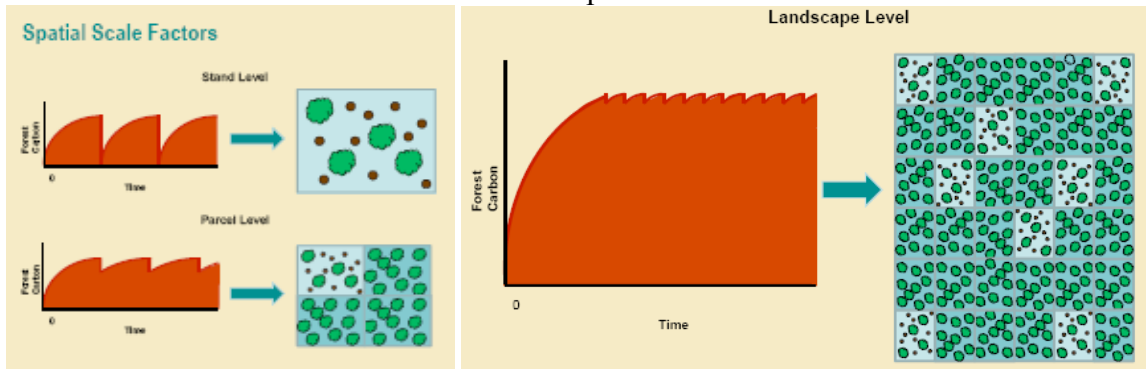 Spatial Scale Factors
Stand Level
Forest
Carbon
0
Time
Parcel Level
Forest
Carbon
0
Time
Landscape Level
Forest
Carbon
0
Time